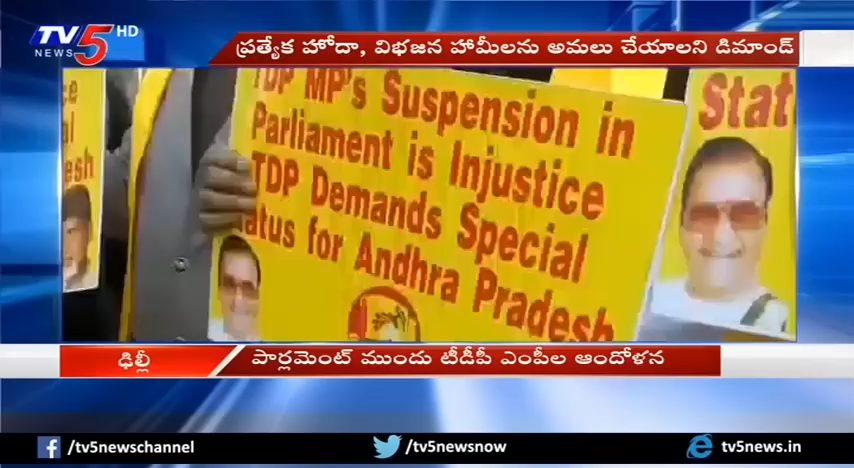 TV5 HD
NEWS
ప్రత్యేక హోదా, విభజన హామీలను అమలు చేయాలని డిమాండ్
TDP MP's Suspension in
Parliament is Injustice
TDP Demands Special
Status for Andhra Pradesh
Stat
ఢిల్లీ
పార్లమెంట్ ముందు టీడీపీ ఎంపీల ఆందోళన
/tv5newschannel
/tv5newsnow
tv5news.in